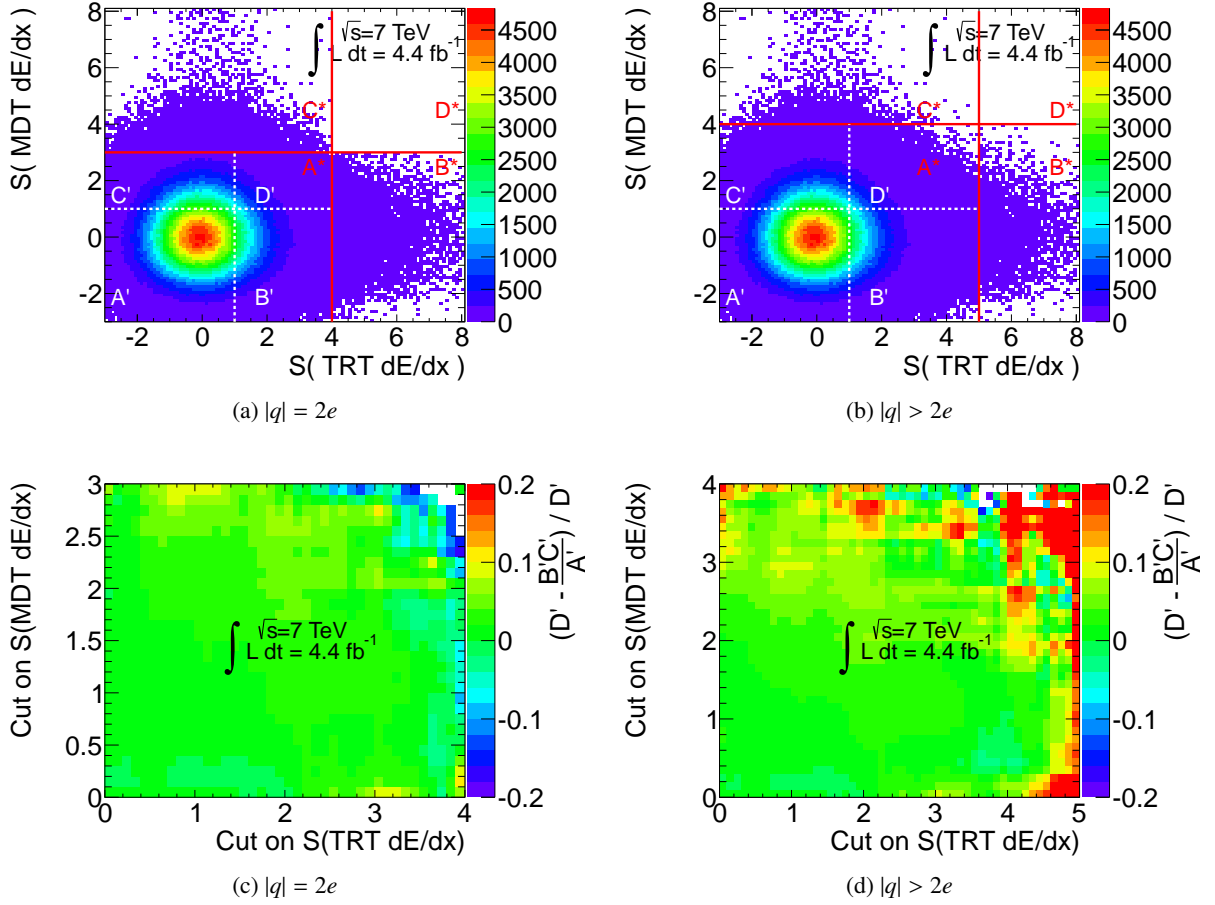 S( MDT dE/dx )
8
6
4
2
0
-2
√s=7 TeV
∫ L dt = 4.4 fb⁻¹
C* D*
A* B*
C' D'
A' B'
-2 0 2 4 6 8
S( TRT dE/dx )
4500
4000
3500
3000
2500
2000
1500
1000
500
0
(a) |q| = 2e
S( MDT dE/dx )
8
6
4
2
0
-2
√s=7 TeV
∫ L dt = 4.4 fb⁻¹
C* D*
A* B*
C' D'
A' B'
-2 0 2 4 6 8
S( TRT dE/dx )
4500
4000
3500
3000
2500
2000
1500
1000
500
0
(b) |q| > 2e
Cut on S(MDT dE/dx)
3
2.5
2
1.5
1
0.5
0
√s=7 TeV
∫ L dt = 4.4 fb⁻¹
0 1 2 3 4
Cut on S(TRT dE/dx)
0.2
0.1
0
-0.1
-0.2
(D' - B'C'/A') / D'
(c) |q| = 2e
Cut on S(MDT dE/dx)
4
3
2
1
0
√s=7 TeV
∫ L dt = 4.4 fb⁻¹
0 1 2 3 4 5
Cut on S(TRT dE/dx)
0.2
0.1
0
-0.1
-0.2
(D' - B'C'/A') / D'
(d) |q| > 2e